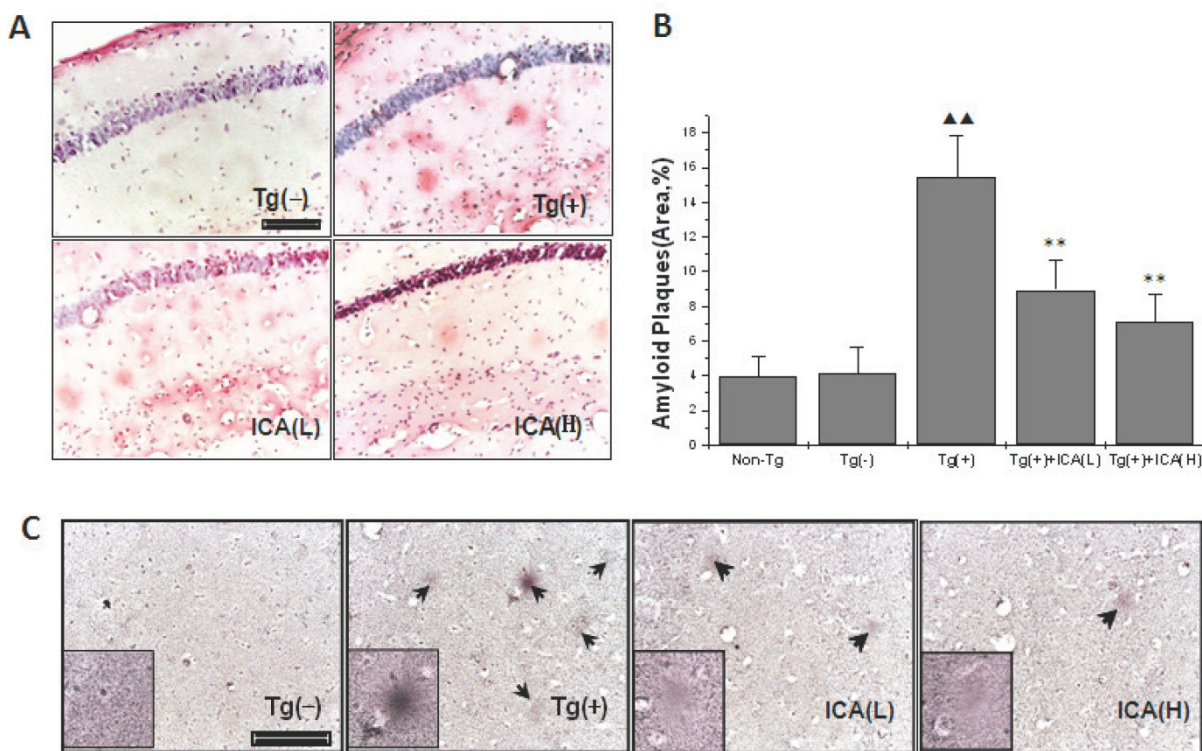 A
Tg(−)
Tg(+)
ICA(L)
ICA(H)
B
Amyloid Plaques(Area,%)
18
16
14
12
10
8
6
4
2
0
▲▲
**
**
Non-Tg
Tg(-)
Tg(+)
Tg(+)+ICA(L)
Tg(+)+ICA(H)
C
Tg(−)
Tg(+)
ICA(L)
ICA(H)